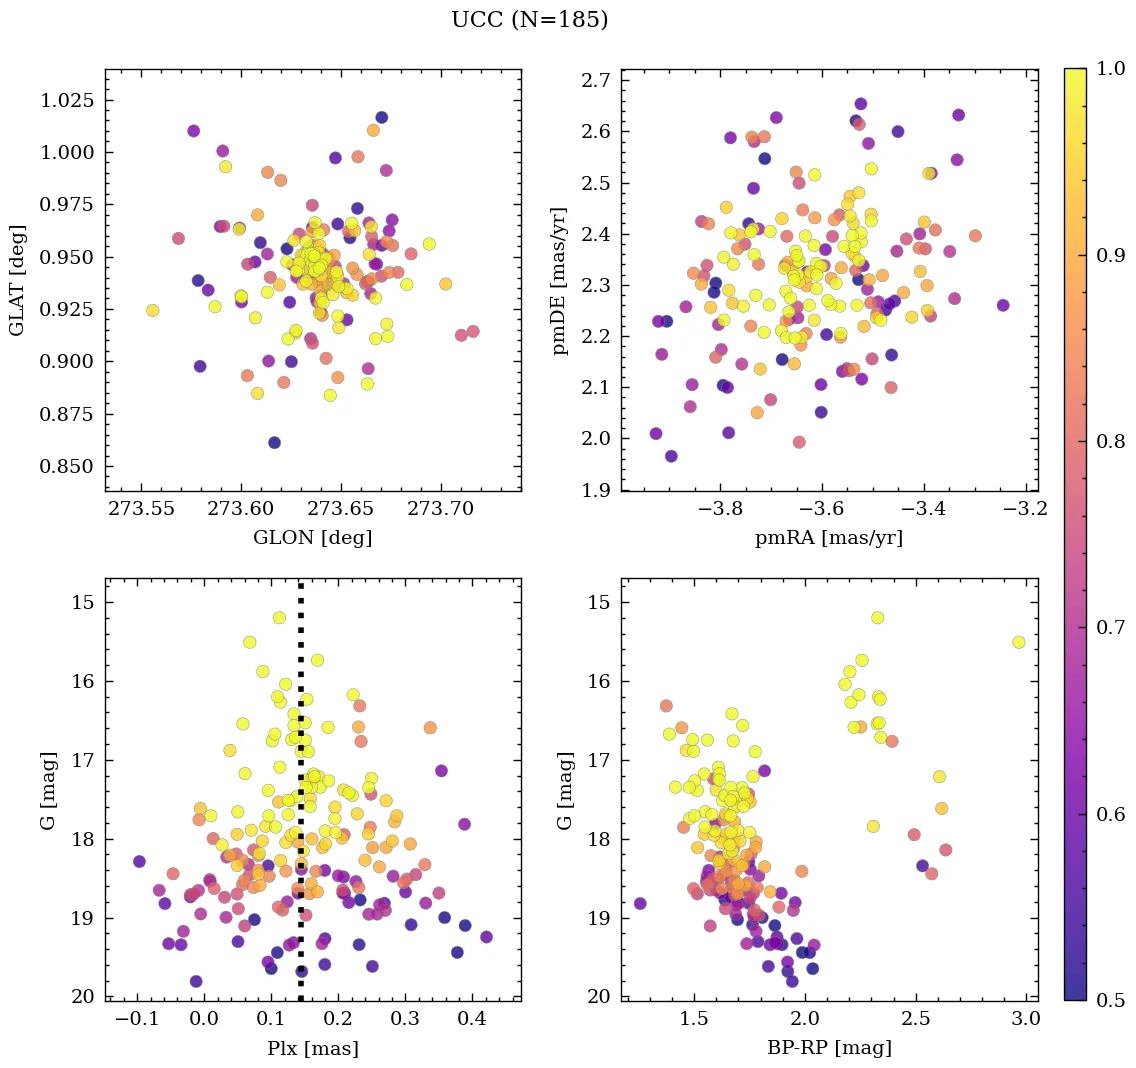 UCC (N=185)
1.025
1.000
0.975
0.950
0.925
0.900
0.875
0.850
GLAT [deg]
273.55 273.60 273.65 273.70
GLON [deg]
2.7
2.6
2.5
2.4
2.3
2.2
2.1
2.0
1.9
pmDE [mas/yr]
−3.8 −3.6 −3.4 −3.2
pmRA [mas/yr]
15
16
17
18
19
20
G [mag]
−0.1 0.0 0.1 0.2 0.3 0.4
Plx [mas]
15
16
17
18
19
20
G [mag]
1.5 2.0 2.5 3.0
BP-RP [mag]
1.0
0.9
0.8
0.7
0.6
0.5